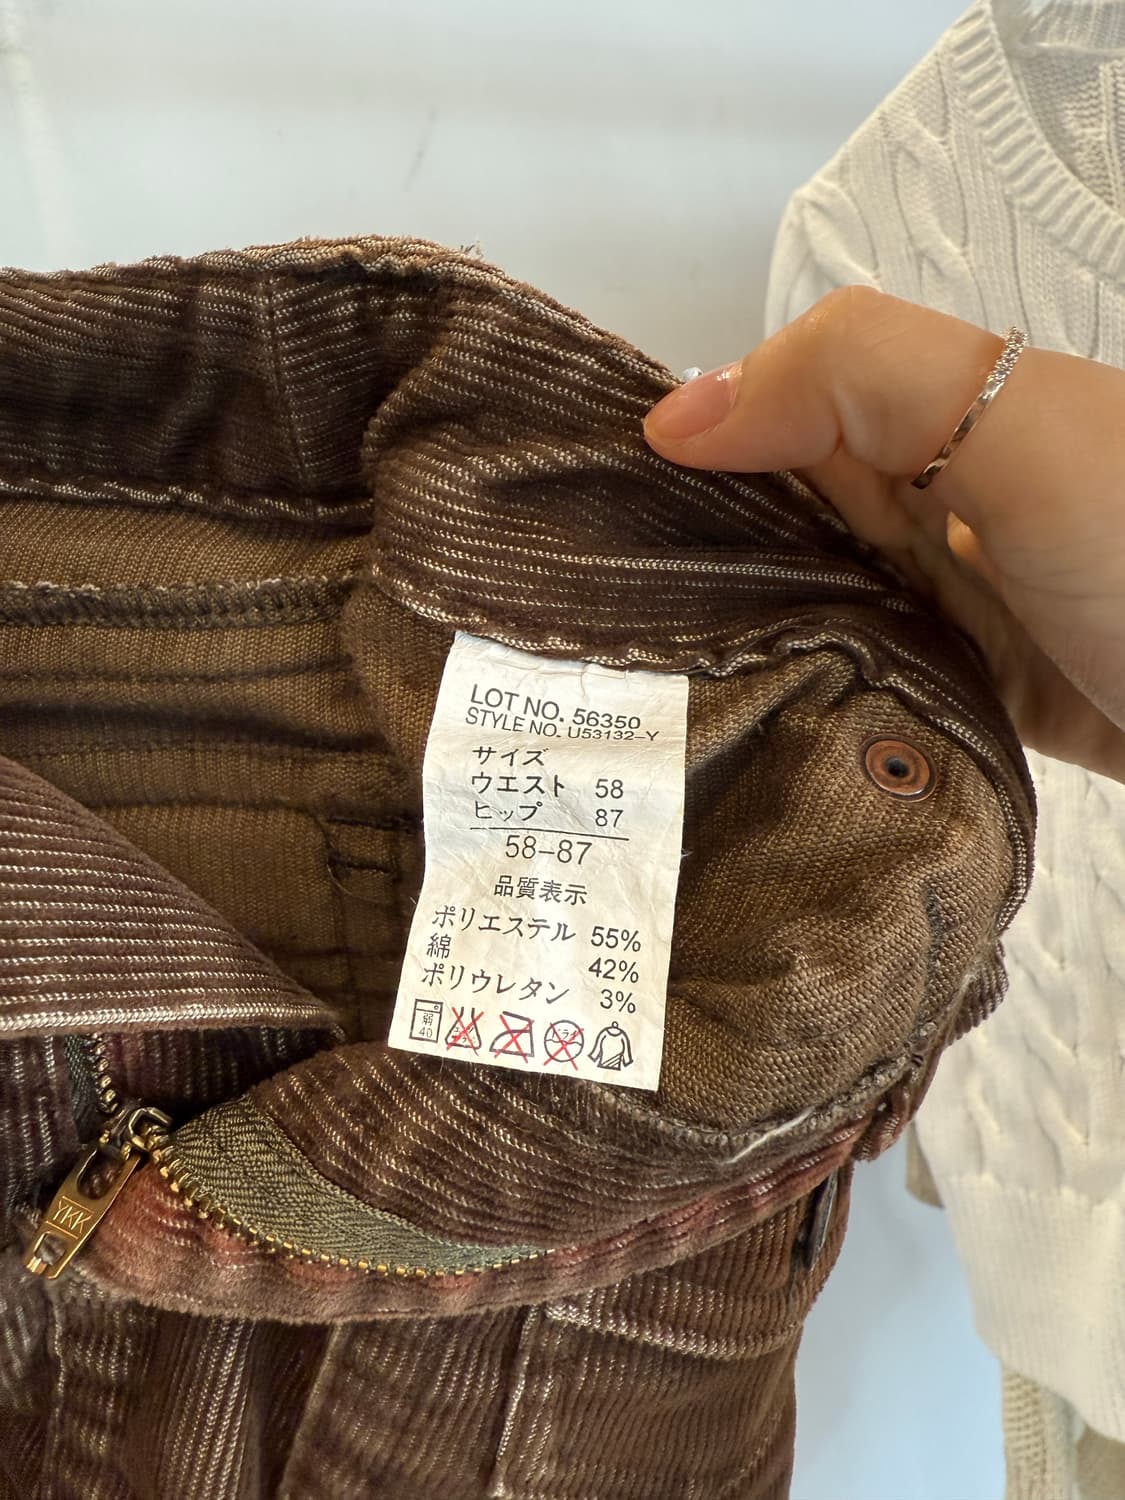 LOT NO. 56350
STYLE NO. U53132-Y
サイズ
ウエスト 58
ヒップ 87
58-87
品質表示
ポリエステル 55%
綿 42%
ポリウレタン 3%
弱 40
YKK